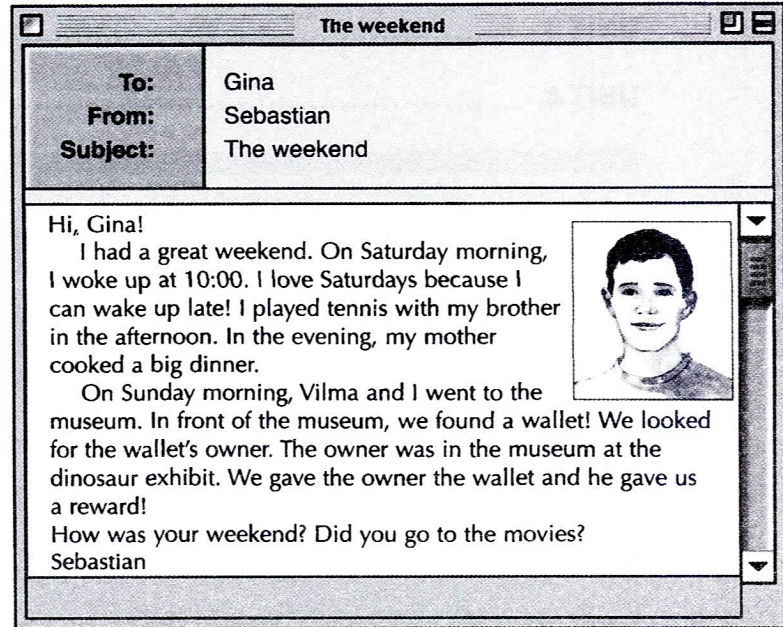 The weekend
To: Gina
From: Sebastian
Subject: The weekend
Hi, Gina!
I had a great weekend. On Saturday morning,
I woke up at 10:00. I love Saturdays because I
can wake up late! I played tennis with my brother
in the afternoon. In the evening, my mother
cooked a big dinner.
On Sunday morning, Vilma and I went to the
museum. In front of the museum, we found a wallet! We looked
for the wallet's owner. The owner was in the museum at the
dinosaur exhibit. We gave the owner the wallet and he gave us
a reward!
How was your weekend? Did you go to the movies?
Sebastian